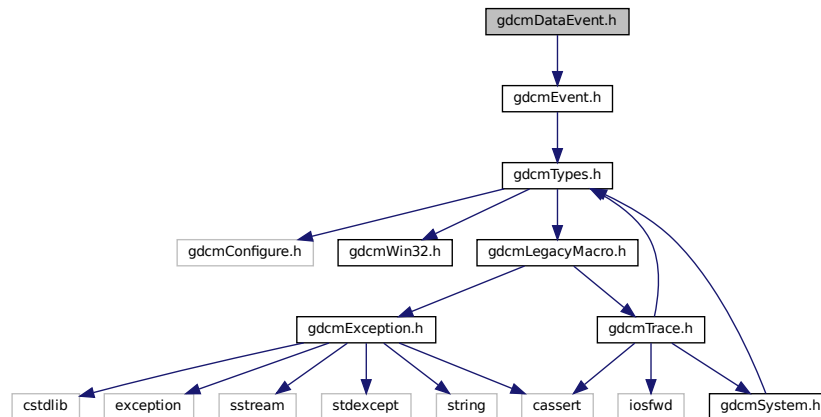 gdcmDataEvent.h
gdcmEvent.h
gdcmTypes.h
gdcmConfigure.h
gdcmWin32.h
gdcmLegacyMacro.h
gdcmException.h
gdcmTrace.h
cstdlib
exception
sstream
stdexcept
string
cassert
iosfwd
gdcmSystem.h